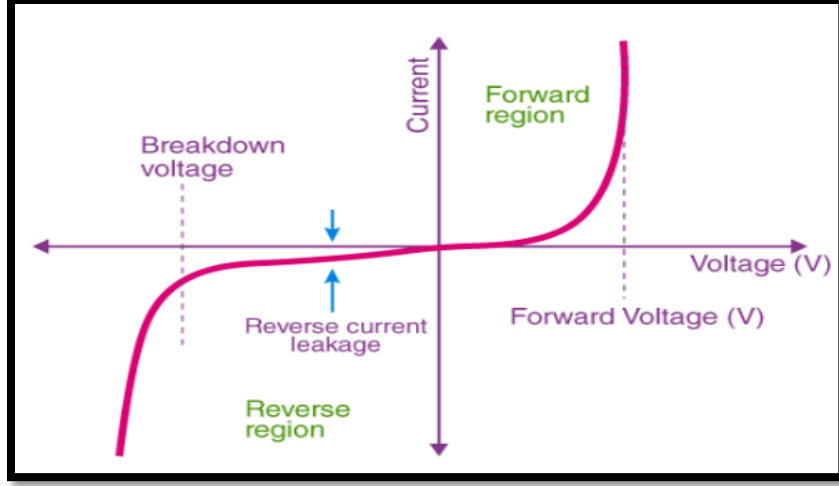 Current
Forward
region
Breakdown
voltage
Voltage (V)
Reverse current
leakage
Forward Voltage (V)
Reverse
region